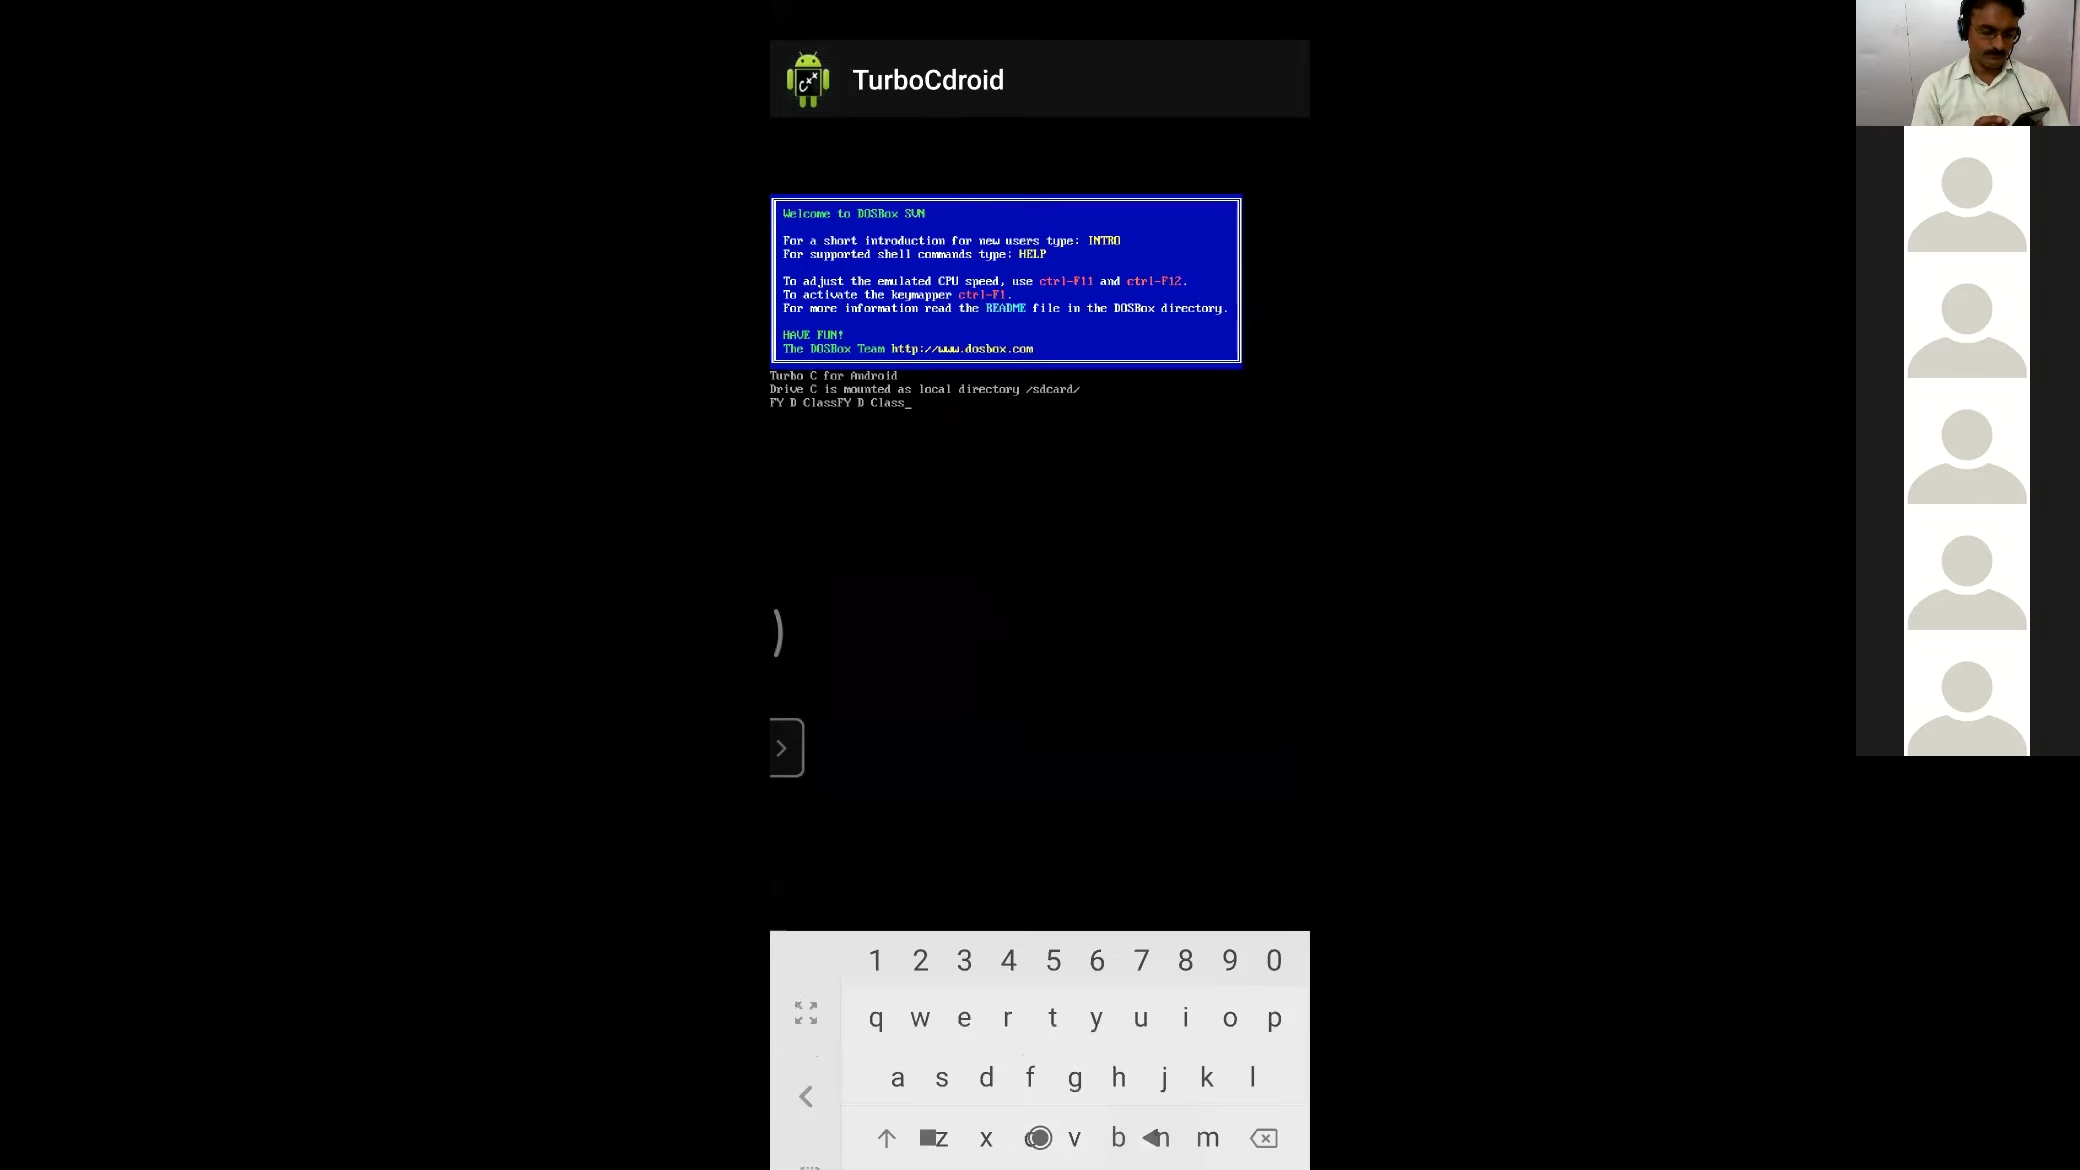 TurboCdroid
Welcome to DOSBox SVN
For a short introduction for new users type: INTRO
For supported shell commands type: HELP
To adjust the emulated CPU speed, use ctrl-F11 and ctrl-F12.
To activate the keymapper ctrl-F1.
For more information read the README file in the DOSBox directory.
HAVE FUN!
The DOSBox Team http://www.dosbox.com
Turbo C for Android
Drive C is mounted as local directory /sdcard/
FY D ClassFY D Class_
1 2 3 4 5 6 7 8 9 0
q w e r t y u i o p
a s d f g h j k l
z x c v b n m